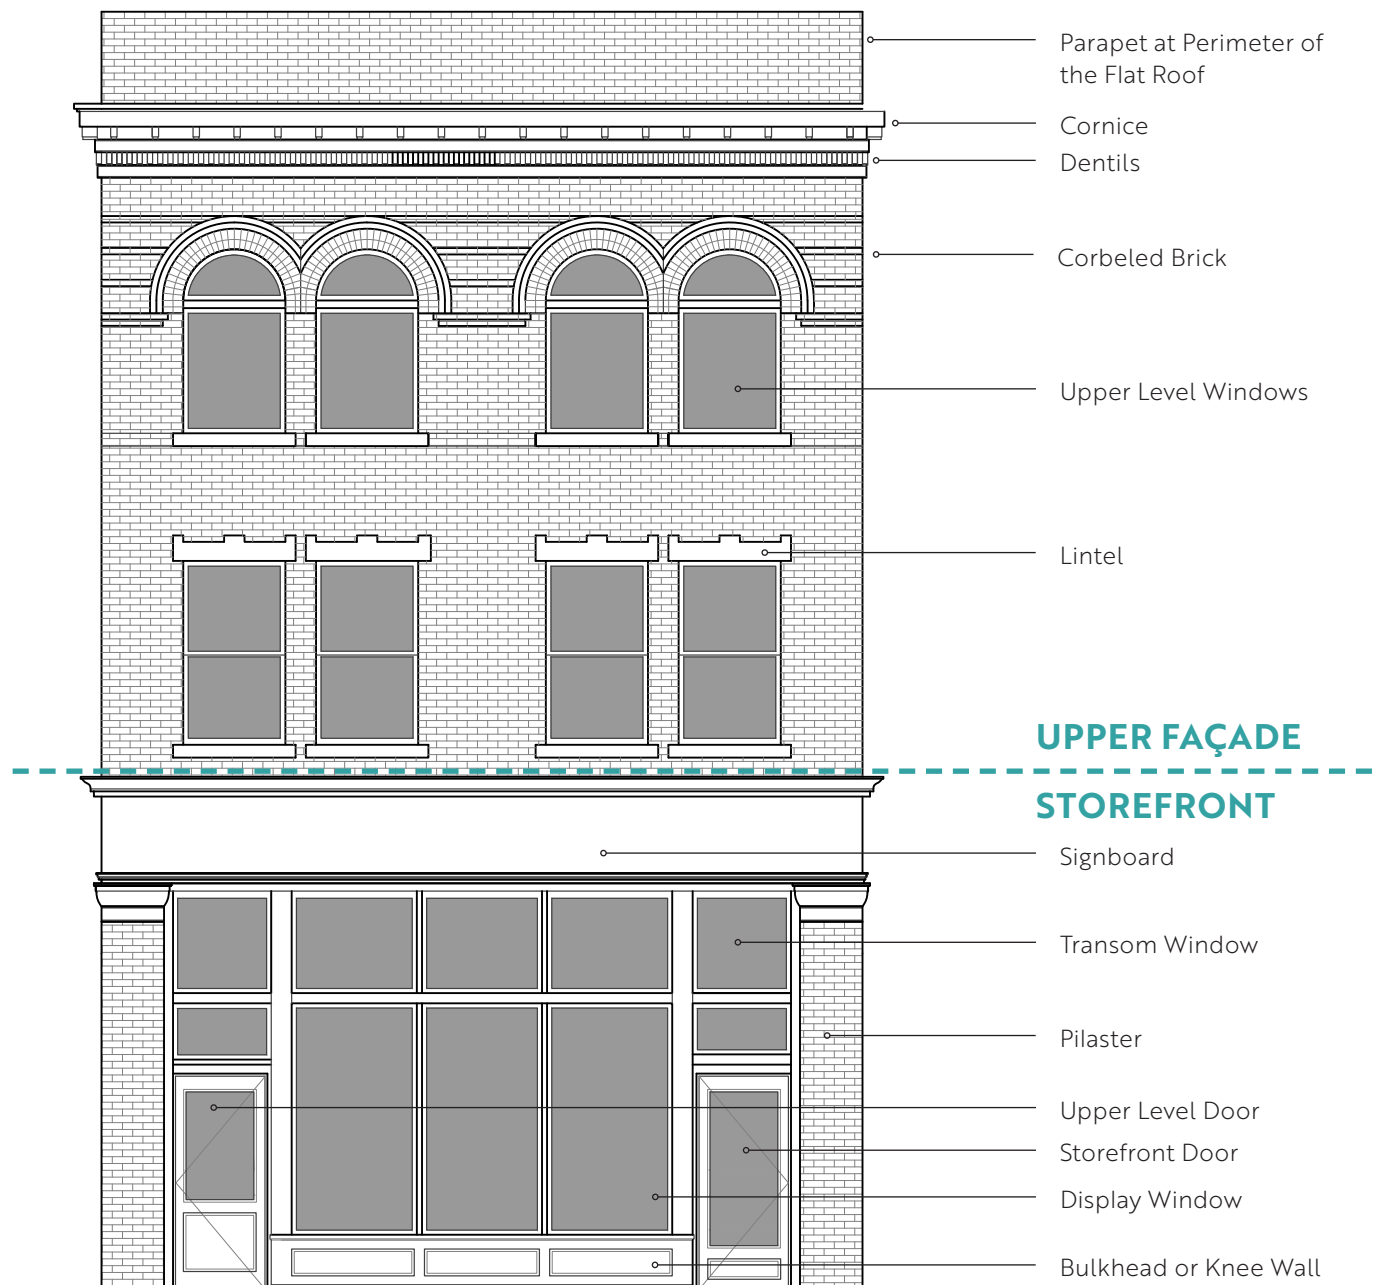 Parapet at Perimeter of
the Flat Roof
Cornice
Dentils
Corbeled Brick
Upper Level Windows
Lintel
UPPER FAÇADE
STOREFRONT
Signboard
Transom Window
Pilaster
Upper Level Door
Storefront Door
Display Window
Bulkhead or Knee Wall